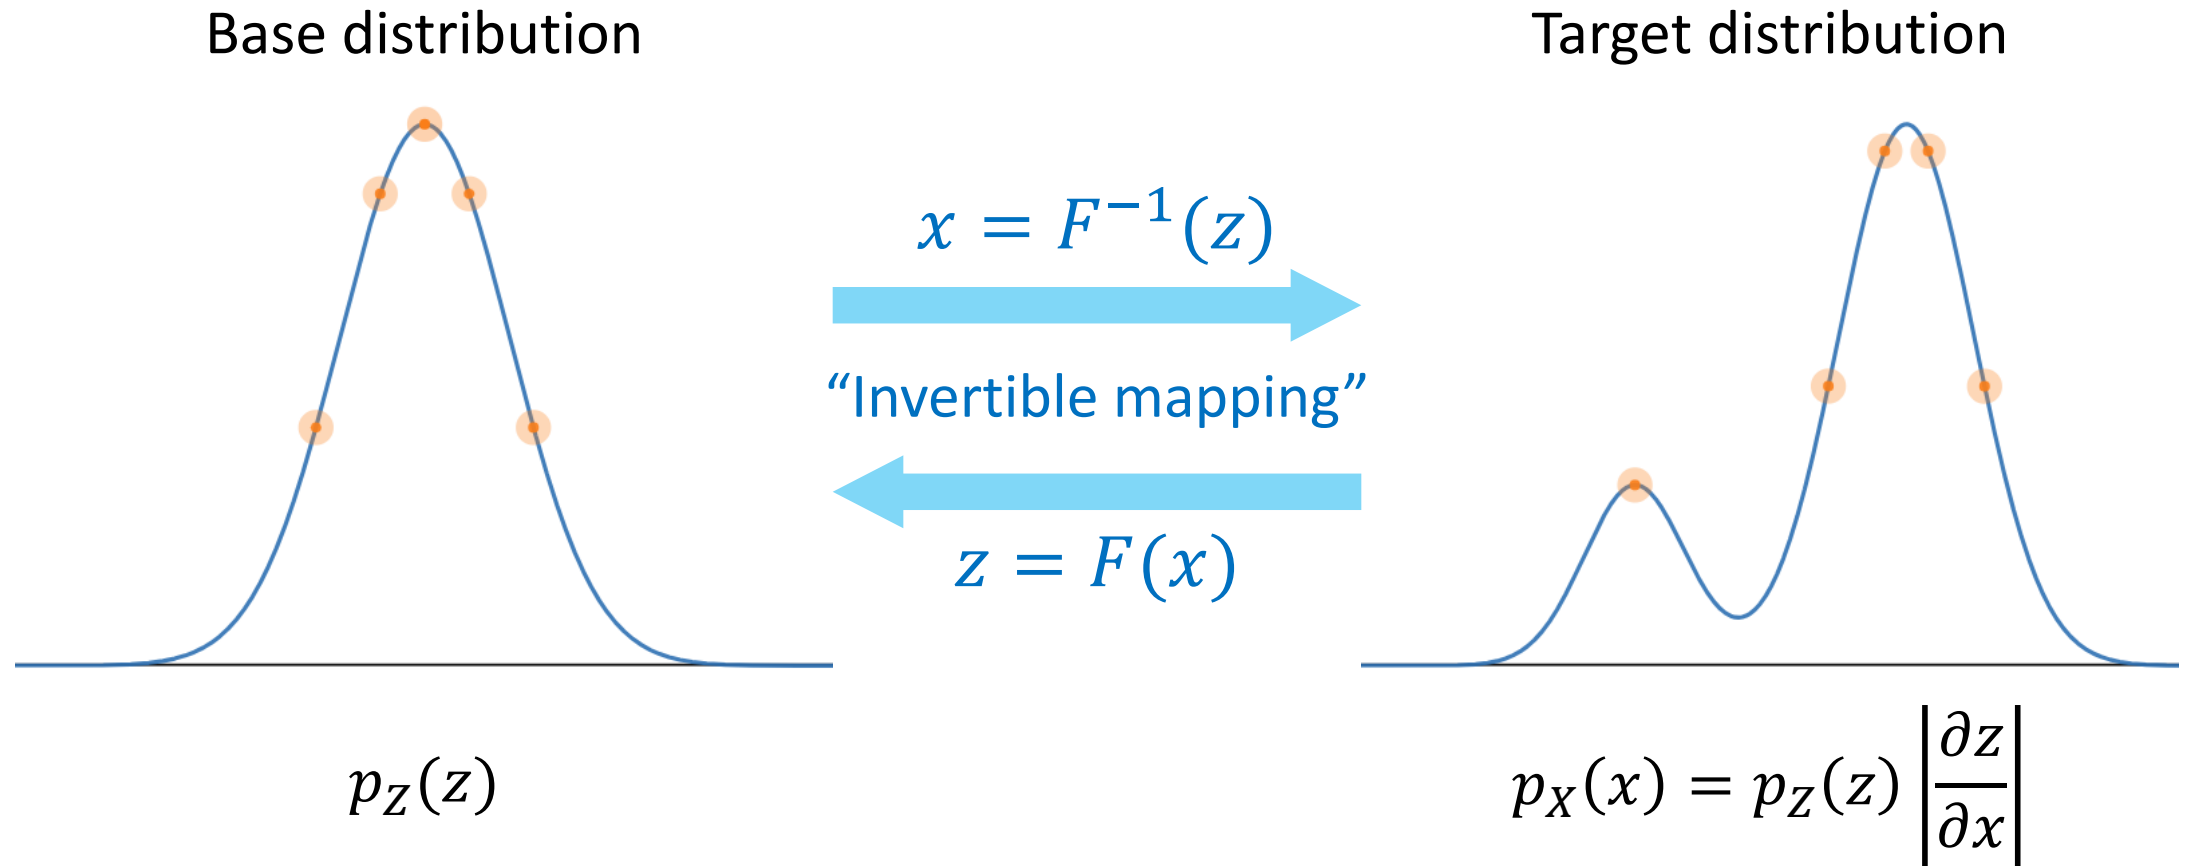 Base distribution
Target distribution
x = F⁻¹(z)
“Invertible mapping”
z = F(x)
p_Z(z)
p_X(x) = p_Z(z) |∂z/∂x|